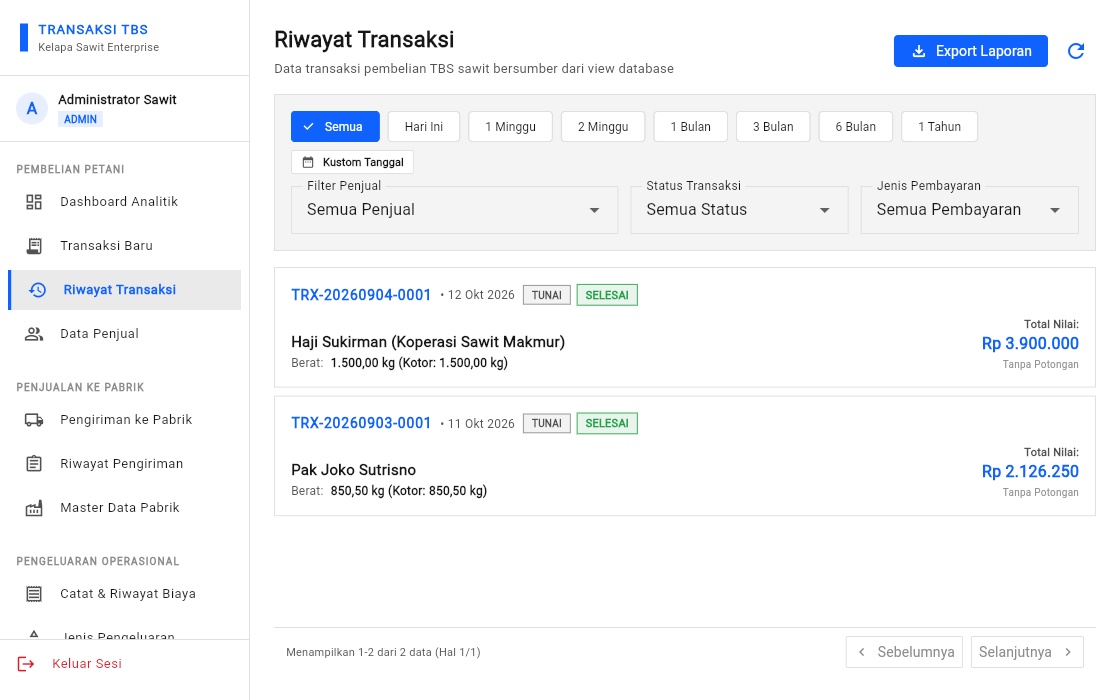 TRANSAKSI TBS
Kelapa Sawit Enterprise
A
Administrator Sawit
ADMIN
PEMBELIAN PETANI
Dashboard Analitik
Transaksi Baru
Riwayat Transaksi
Data Penjual
PENJUALAN KE PABRIK
Pengiriman ke Pabrik
Riwayat Pengiriman
Master Data Pabrik
PENGELUARAN OPERASIONAL
Catat & Riwayat Biaya
Jenis Pengeluaran
Keluar Sesi
Riwayat Transaksi
Data transaksi pembelian TBS sawit bersumber dari view database
Export Laporan
Semua Hari Ini 1 Minggu 2 Minggu 1 Bulan 3 Bulan 6 Bulan 1 Tahun
Kustom Tanggal
Filter Penjual Status Transaksi Jenis Pembayaran
Semua Penjual Semua Status Semua Pembayaran
TRX-20260904-0001 • 12 Okt 2026 TUNAI SELESAI
Total Nilai:
Haji Sukirman (Koperasi Sawit Makmur) Rp 3.900.000
Berat: 1.500,00 kg (Kotor: 1.500,00 kg) Tanpa Potongan
TRX-20260903-0001 • 11 Okt 2026 TUNAI SELESAI
Total Nilai:
Pak Joko Sutrisno Rp 2.126.250
Berat: 850,50 kg (Kotor: 850,50 kg) Tanpa Potongan
Menampilkan 1-2 dari 2 data (Hal 1/1) Sebelumnya Selanjutnya